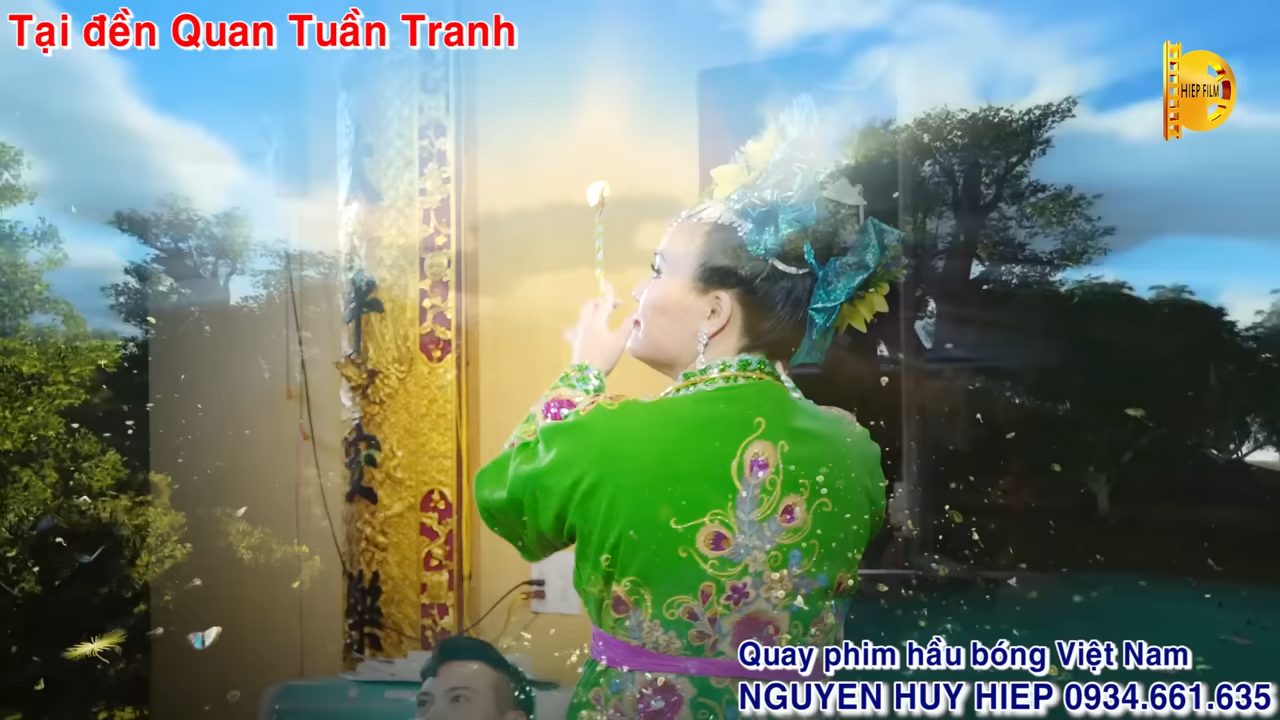 Tại đền Quan Tuần Tranh
HIEP FILM
Quay phim hầu bóng Việt Nam
NGUYEN HUY HIEP 0934.661.635